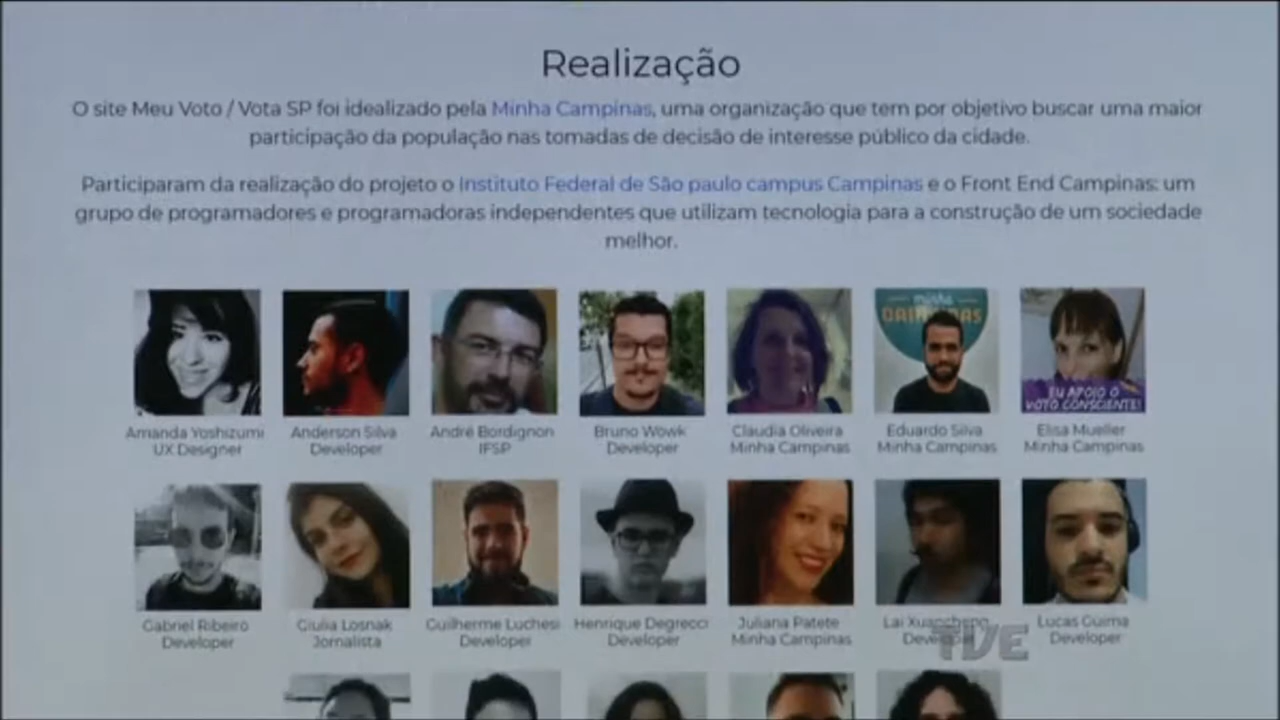 Realização
O site Meu Voto / Vota SP foi idealizado pela Minha Campinas, uma organização que tem por objetivo buscar uma maior
participação da população nas tomadas de decisão de interesse público da cidade.
Participaram da realização do projeto o Instituto Federal de São paulo campus Campinas e o Front End Campinas: um
grupo de programadores e programadoras independentes que utilizam tecnologia para a construção de um sociedade
melhor.
minha
EU APOIO O
VOTO CONSCIENTE!
Amanda Yoshizumi
UX Designer
Anderson Silva
Developer
André Bordignon
IFSP
Bruno Wowk
Developer
Claudia Oliveira
Minha Campinas
Eduardo Silva
Minha Campinas
Elisa Mueller
Minha Campinas
Gabriel Ribeiro
Developer
Giulia Losnak
Jornalista
Guilherme Luchesi
Developer
Henrique Degrecci
Developer
Juliana Patete
Minha Campinas
Lai
Developer
Lucas Guima
Developer
TVE